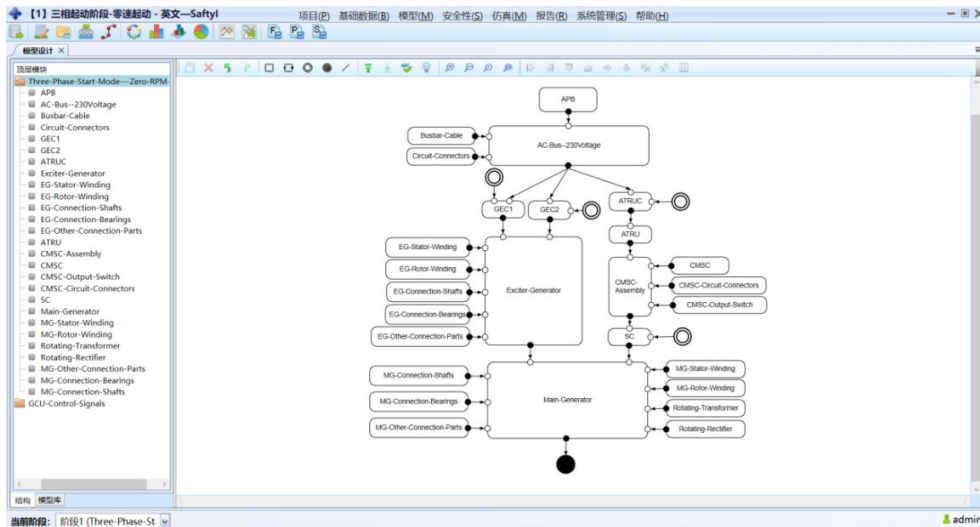 【1】三相起动阶段-零速起动 - 英文—Saftyl
项目(P) 基础数据(B) 模型(M) 安全性(S) 仿真(M) 报告(R) 系统管理(S) 帮助(H)
模型设计
顶层模块
Three-Phase-Start-Mode---Zero-RPM-
APB
AC-Bus--230Voltage
Busbar-Cable
Circuit-Connectors
GEC1
GEC2
ATRUC
Exciter-Generator
EG-Stator-Winding
EG-Rotor-Winding
EG-Connection-Shafts
EG-Connection-Bearings
EG-Other-Connection-Parts
ATRU
CMSC-Assembly
CMSC
CMSC-Output-Switch
CMSC-Circuit-Connectors
SC
Main-Generator
MG-Stator-Winding
MG-Rotor-Winding
Rotating-Transformer
Rotating-Rectifier
MG-Other-Connection-Parts
MG-Connection-Bearings
MG-Connection-Shafts
GCU-Control-Signals
结构 模型库
当前阶段: 阶段1 (Three-Phase-St
admin
APB
Busbar-Cable
AC-Bus--230Voltage
Circuit-Connectors
GEC1
GEC2
ATRUC
ATRU
EG-Stator-Winding
EG-Rotor-Winding
EG-Connection-Shafts
Exciter-Generator
EG-Connection-Bearings
EG-Other-Connection-Parts
CMSC-
Assembly
CMSC
CMSC-Circuit-Connectors
CMSC-Output-Switch
SC
MG-Connection-Shafts
MG-Connection-Bearings
MG-Other-Connection-Parts
Main-Generator
MG-Stator-Winding
MG-Rotor-Winding
Rotating-Transformer
Rotating-Rectifier